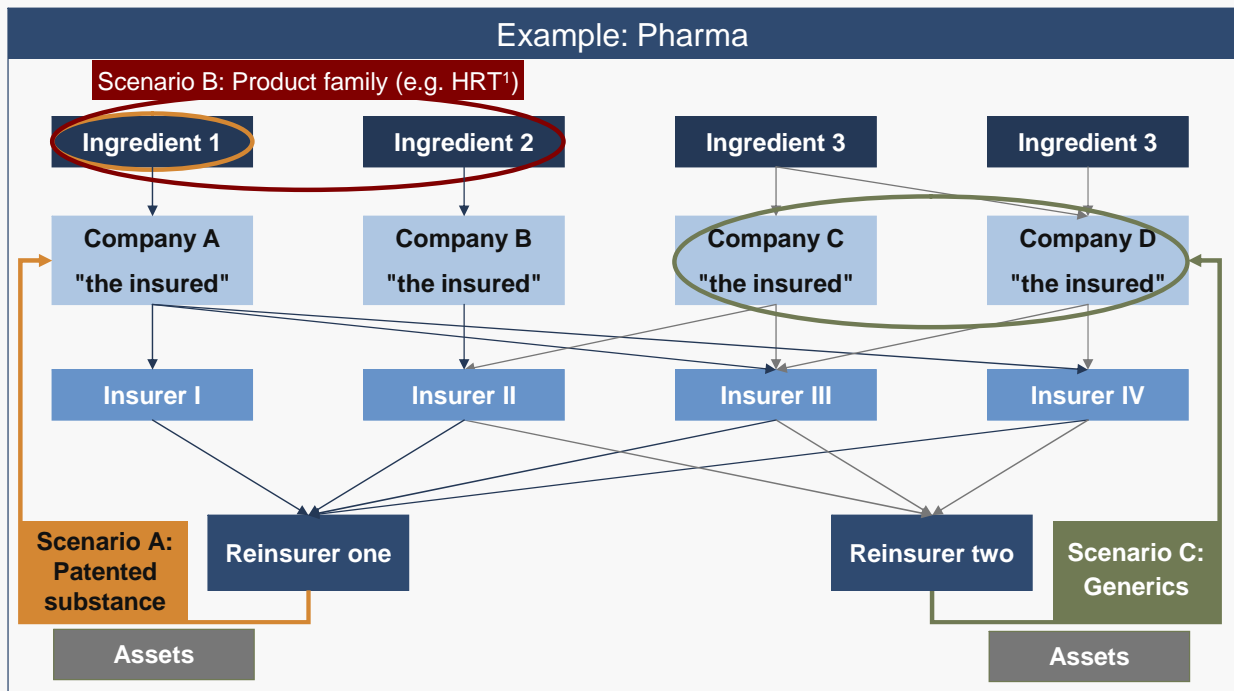 Example: Pharma
Scenario B: Product family (e.g. HRT¹)
Ingredient 1
Ingredient 2
Ingredient 3
Ingredient 3
Company A
"the insured"
Company B
"the insured"
Company C
"the insured"
Company D
"the insured"
Insurer I
Insurer II
Insurer III
Insurer IV
Scenario A:
Patented
substance
Reinsurer one
Reinsurer two
Scenario C:
Generics
Assets
Assets